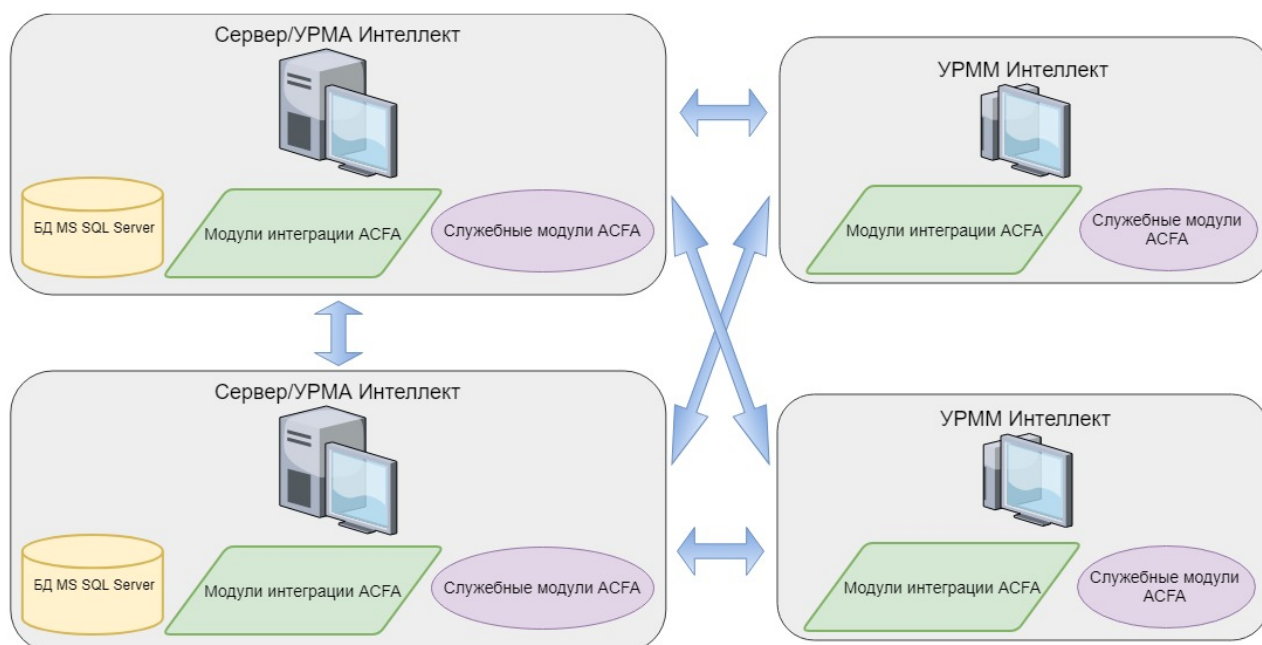 Сервер/УРМА Интеллект
БД MS SQL Server
Модули интеграции ACFA
Служебные модули ACFA
УРММ Интеллект
Модули интеграции ACFA
Служебные модули
ACFA
Сервер/УРМА Интеллект
БД MS SQL Server
Модули интеграции ACFA
Служебные модули ACFA
УРММ Интеллект
Модули интеграции ACFA
Служебные модули
ACFA